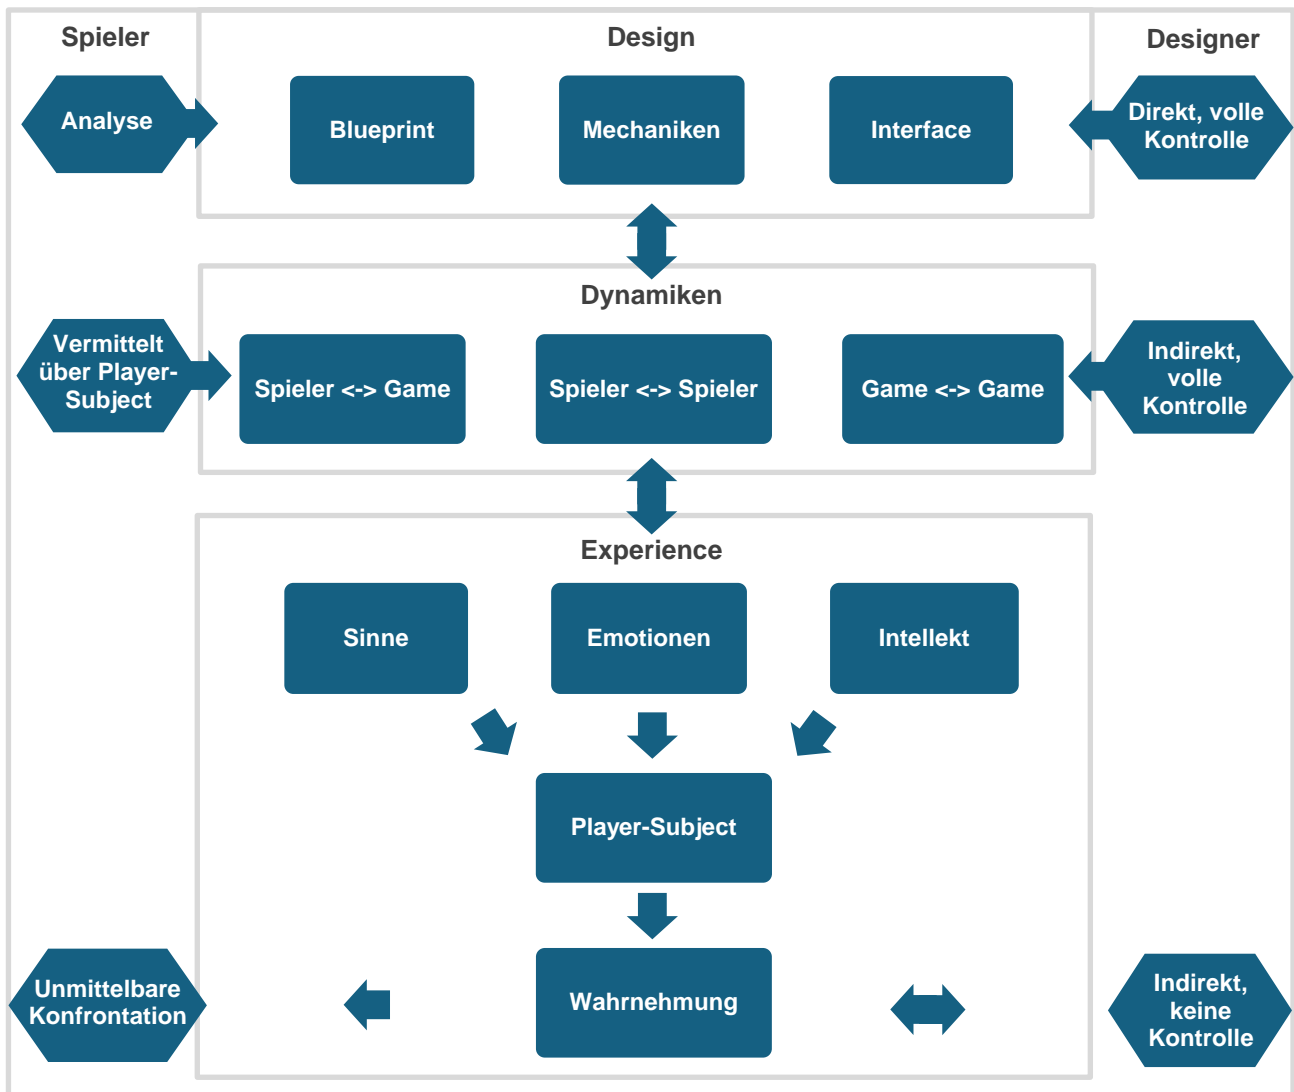 Spieler
Design
Designer
Analyse
Blueprint
Mechaniken
Interface
Direkt, volle
Kontrolle
Dynamiken
Vermittelt
über Player-
Subject
Spieler <-> Game
Spieler <-> Spieler
Game <-> Game
Indirekt,
volle
Kontrolle
Experience
Sinne
Emotionen
Intellekt
Player-Subject
Unmittelbare
Konfrontation
Wahrnehmung
Indirekt,
keine
Kontrolle